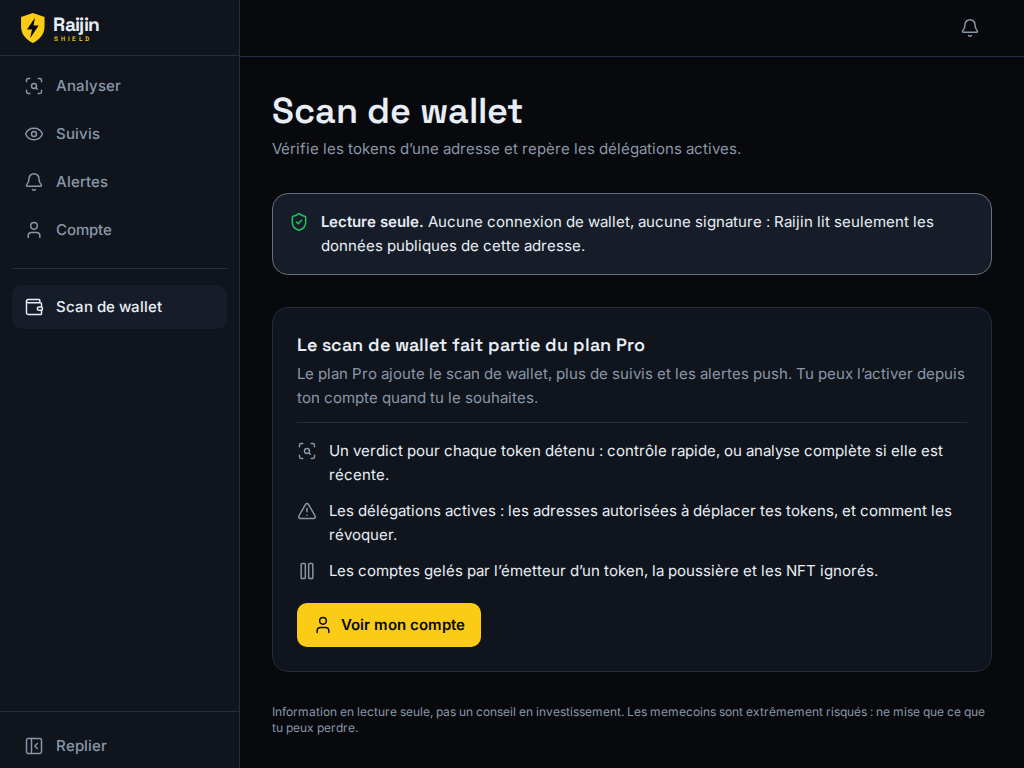 Raijin
SHIELD
Analyser
Suivis
Alertes
Compte
Scan de wallet
Replier
Scan de wallet
Vérifie les tokens d’une adresse et repère les délégations actives.
Lecture seule. Aucune connexion de wallet, aucune signature : Raijin lit seulement les
données publiques de cette adresse.
Le scan de wallet fait partie du plan Pro
Le plan Pro ajoute le scan de wallet, plus de suivis et les alertes push. Tu peux l’activer depuis
ton compte quand tu le souhaites.
Un verdict pour chaque token détenu : contrôle rapide, ou analyse complète si elle est
récente.
Les délégations actives : les adresses autorisées à déplacer tes tokens, et comment les
révoquer.
Les comptes gelés par l’émetteur d’un token, la poussière et les NFT ignorés.
Voir mon compte
Information en lecture seule, pas un conseil en investissement. Les memecoins sont extrêmement risqués : ne mise que ce que
tu peux perdre.